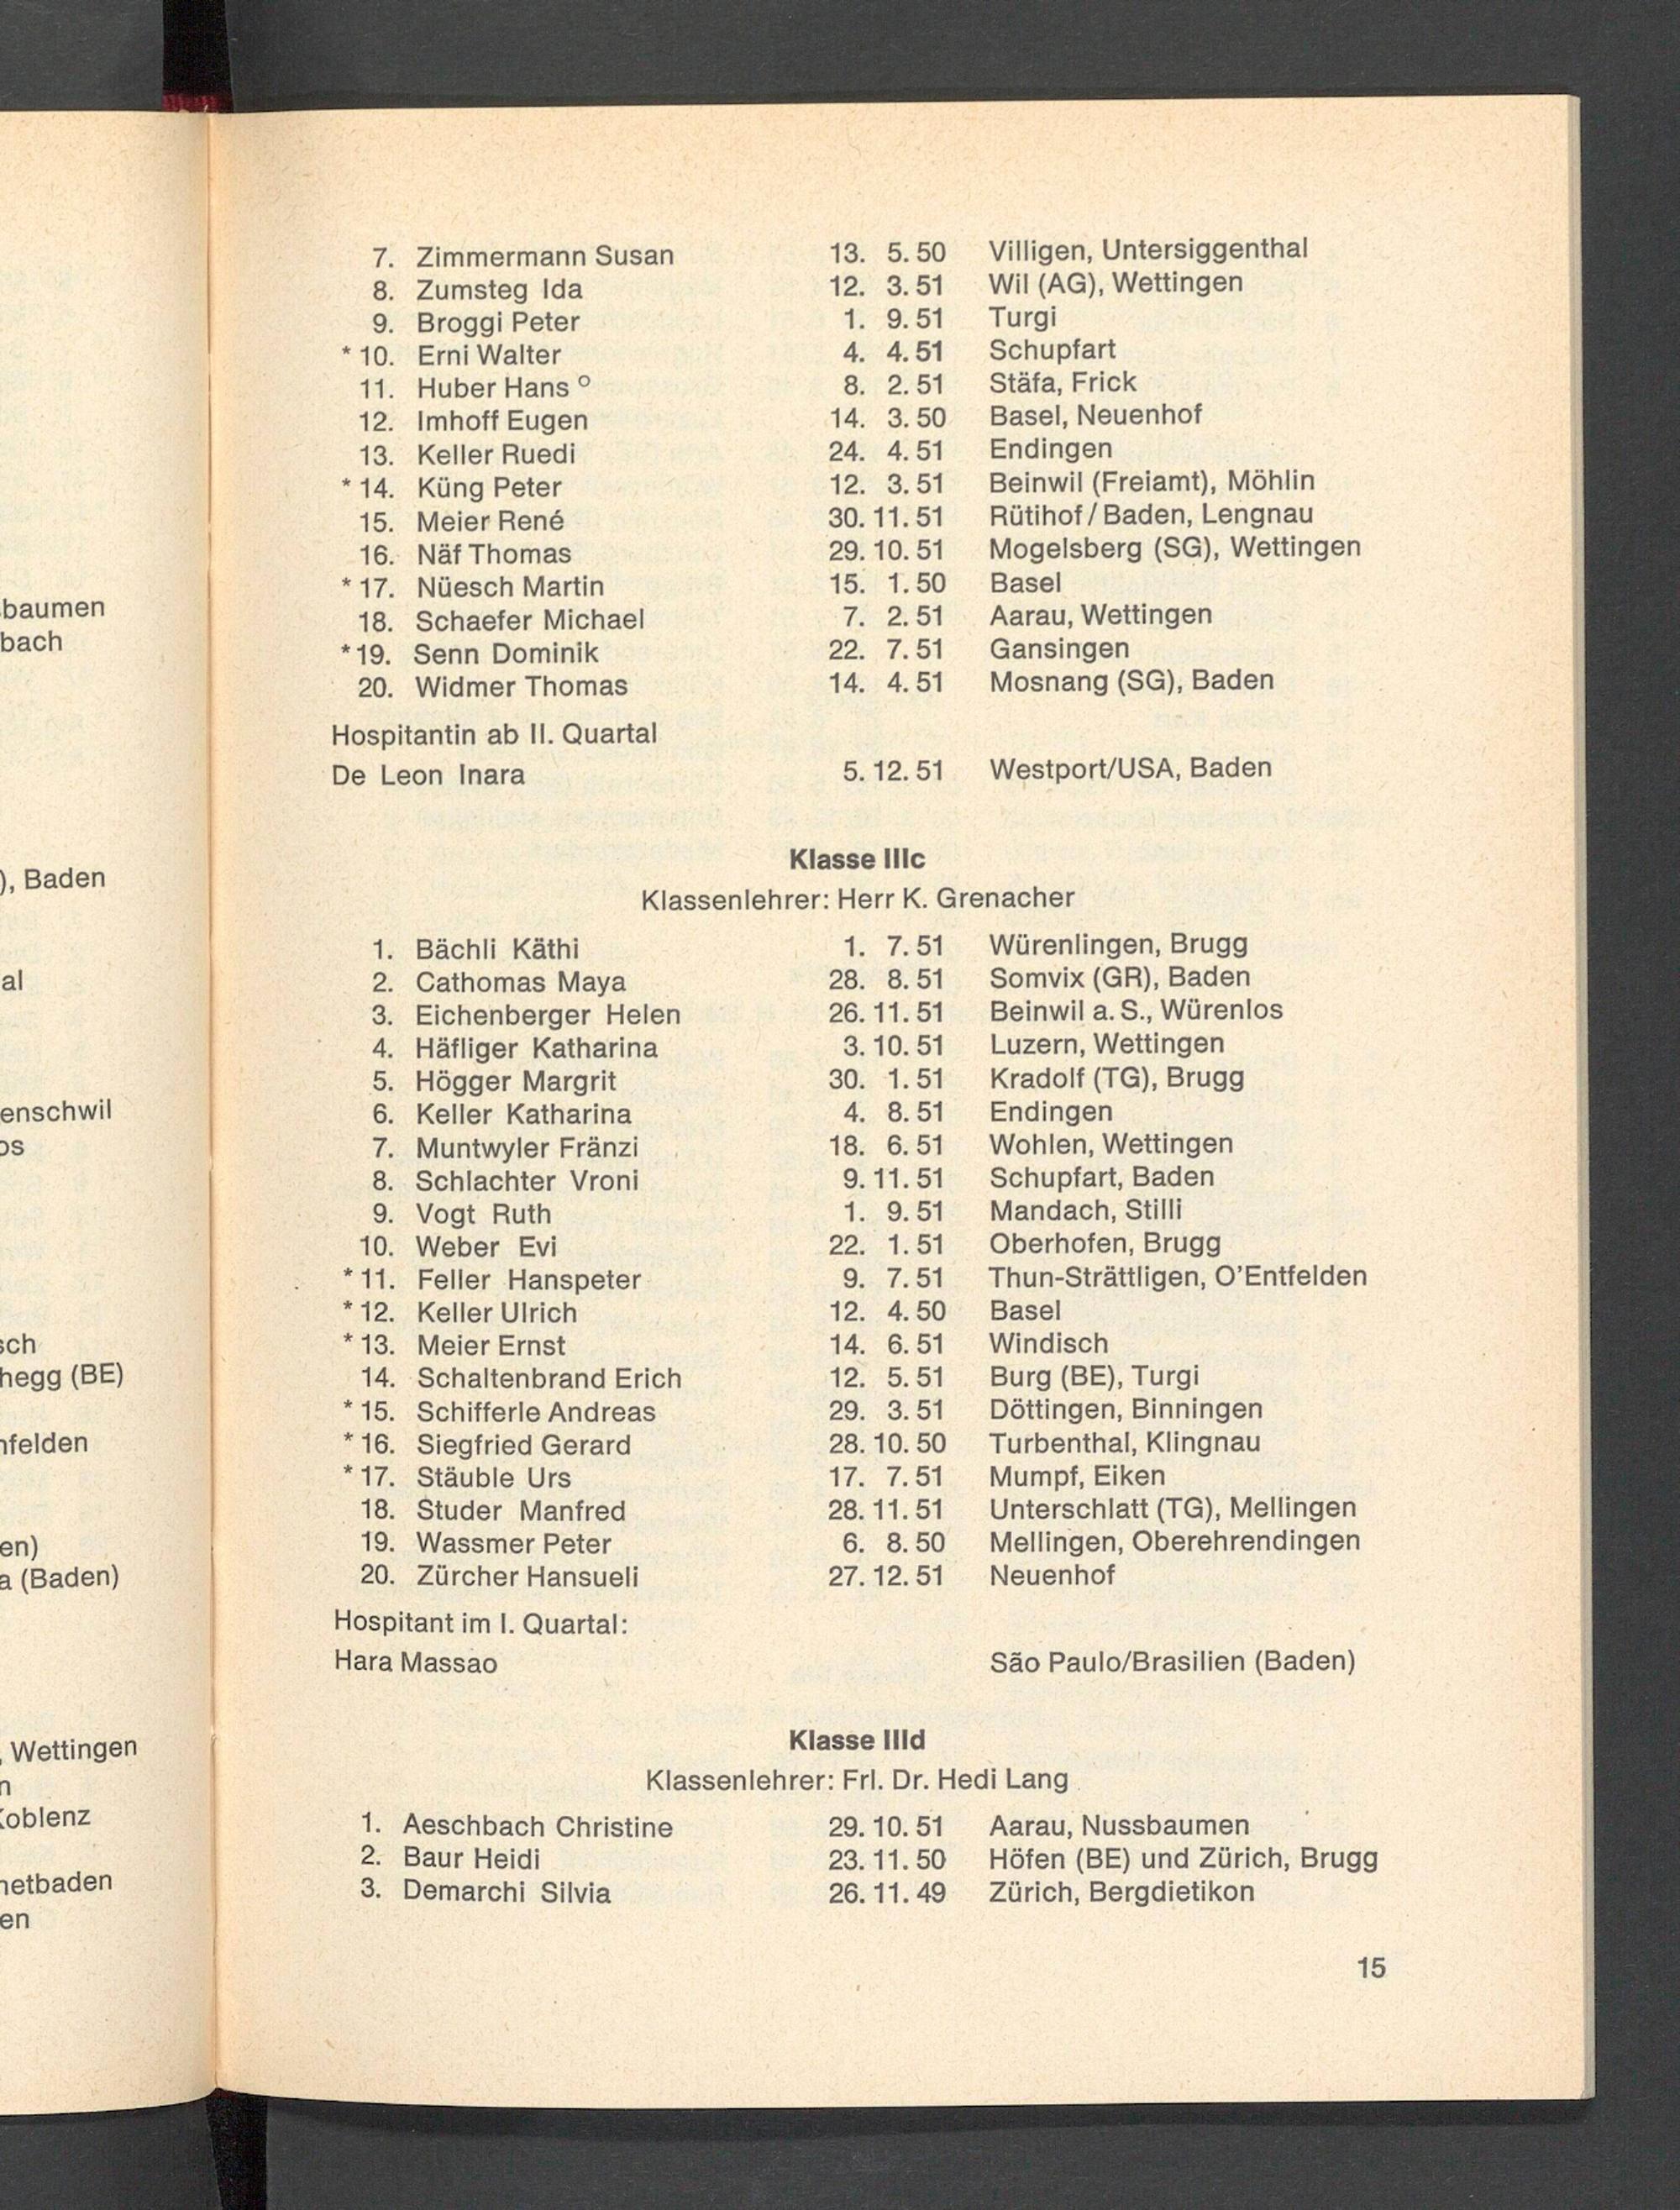 baumen
bach
), Baden
al
enschwil
os
sch
hegg (BE)
nfelden
en)
a (Baden)
, Wettingen
n
Koblenz
netbaden
en
7. Zimmermann Susan 13. 5. 50 Villigen, Untersiggenthal
8. Zumsteg Ida 12. 3. 51 Wil (AG), Wettingen
9. Broggi Peter 1. 9. 51 Turgi
* 10. Erni Walter 4. 4. 51 Schupfart
11. Huber Hans ° 8. 2. 51 Stäfa, Frick
12. Imhoff Eugen 14. 3. 50 Basel, Neuenhof
13. Keller Ruedi 24. 4. 51 Endingen
* 14. Küng Peter 12. 3. 51 Beinwil (Freiamt), Möhlin
15. Meier René 30. 11. 51 Rütihof / Baden, Lengnau
16. Näf Thomas 29. 10. 51 Mogelsberg (SG), Wettingen
* 17. Nüesch Martin 15. 1. 50 Basel
18. Schaefer Michael 7. 2. 51 Aarau, Wettingen
* 19. Senn Dominik 22. 7. 51 Gansingen
20. Widmer Thomas 14. 4. 51 Mosnang (SG), Baden
Hospitantin ab II. Quartal
De Leon Inara 5. 12. 51 Westport/USA, Baden
Klasse IIIc
Klassenlehrer: Herr K. Grenacher
1. Bächli Käthi 1. 7. 51 Würenlingen, Brugg
2. Cathomas Maya 28. 8. 51 Somvix (GR), Baden
3. Eichenberger Helen 26. 11. 51 Beinwil a. S., Würenlos
4. Häfliger Katharina 3. 10. 51 Luzern, Wettingen
5. Högger Margrit 30. 1. 51 Kradolf (TG), Brugg
6. Keller Katharina 4. 8. 51 Endingen
7. Muntwyler Fränzi 18. 6. 51 Wohlen, Wettingen
8. Schlachter Vroni 9. 11. 51 Schupfart, Baden
9. Vogt Ruth 1. 9. 51 Mandach, Stilli
10. Weber Evi 22. 1. 51 Oberhofen, Brugg
* 11. Feller Hanspeter 9. 7. 51 Thun-Strättligen, O'Entfelden
* 12. Keller Ulrich 12. 4. 50 Basel
* 13. Meier Ernst 14. 6. 51 Windisch
14. Schaltenbrand Erich 12. 5. 51 Burg (BE), Turgi
* 15. Schifferle Andreas 29. 3. 51 Döttingen, Binningen
* 16. Siegfried Gerard 28. 10. 50 Turbenthal, Klingnau
* 17. Stäuble Urs 17. 7. 51 Mumpf, Eiken
18. Studer Manfred 28. 11. 51 Unterschlatt (TG), Mellingen
19. Wassmer Peter 6. 8. 50 Mellingen, Oberehrendingen
20. Zürcher Hansueli 27. 12. 51 Neuenhof
Hospitant im I. Quartal:
Hara Massao São Paulo/Brasilien (Baden)
Klasse IIId
Klassenlehrer: Frl. Dr. Hedi Lang
1. Aeschbach Christine 29. 10. 51 Aarau, Nussbaumen
2. Baur Heidi 23. 11. 50 Höfen (BE) und Zürich, Brugg
3. Demarchi Silvia 26. 11. 49 Zürich, Bergdietikon
15